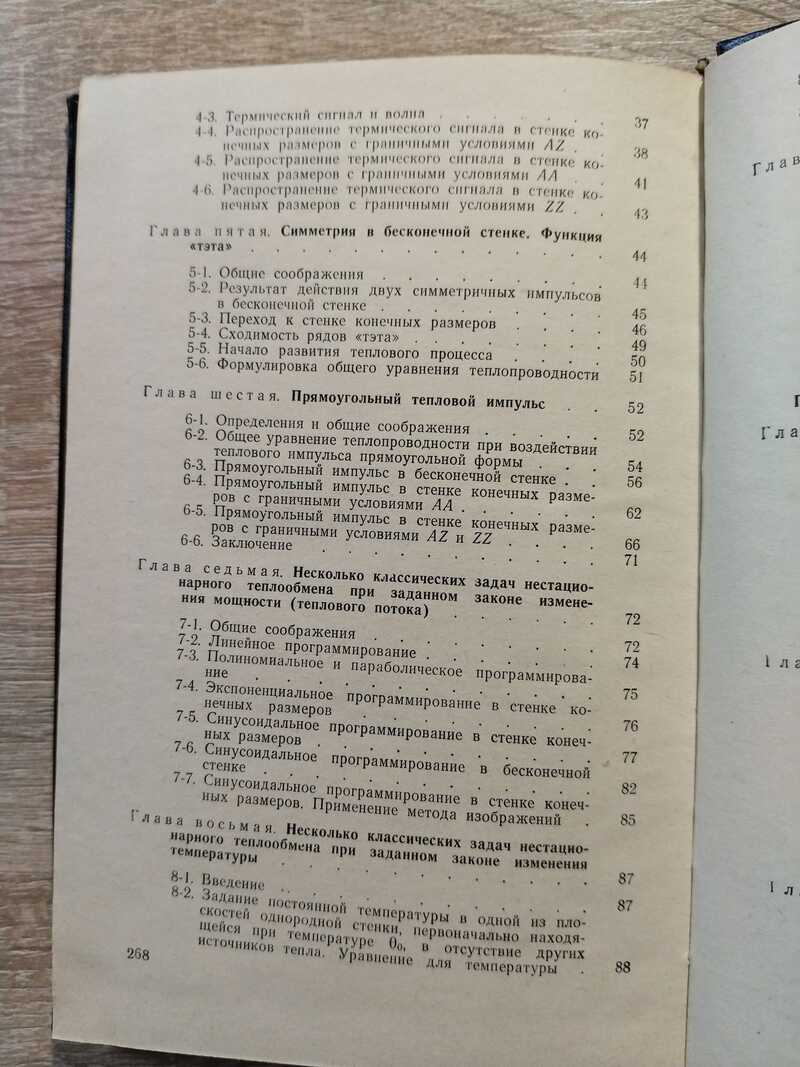 4-3. Термический сигнал и волна . . . . . . 37
4-4. Распространение термического сигнала в стенке ко-
нечных размеров с граничными условиями AZ . 38
4-5. Распространение термического сигнала в стенке ко-
нечных размеров с граничными условиями АА . 41
4-6. Распространение термического сигнала в стенке ко-
нечных размеров с граничными условиями ZZ . . 43
Глава пятая. Симметрия в бесконечной стенке. Функция
«тэта» . . . . . . . . . . . . 44
5-1. Общие соображения . . . . . . . 44
5-2. Результат действия двух симметричных импульсов
в бесконечной стенке . . . . . . . 45
5-3. Переход к стенке конечных размеров . . . . 46
5-4. Сходимость рядов «тэта» . . . . . . 49
5-5. Начало развития теплового процесса . . . . 50
5-6. Формулировка общего уравнения теплопроводности 51
Глава шестая. Прямоугольный тепловой импульс . . 52
6-1. Определения и общие соображения . . . . 52
6-2. Общее уравнение теплопроводности при воздействии
теплового импульса прямоугольной формы . . . 54
6-3. Прямоугольный импульс в бесконечной стенке . . 56
6-4. Прямоугольный импульс в стенке конечных разме-
ров с граничными условиями АА . . . . . 62
6-5. Прямоугольный импульс в стенке конечных разме-
ров с граничными условиями AZ и ZZ . . . . 66
6-6. Заключение . . . . . . . . . 71
Глава седьмая. Несколько классических задач нестацио-
нарного теплообмена при заданном законе измене-
ния мощности (теплового потока) . . . . . 72
7-1. Общие соображения . . . . . . . 72
7-2. Линейное программирование . . . . . . 74
7-3. Полиномиальное и параболическое программирова-
ние . . . . . . . . . . . 75
7-4. Экспоненциальное программирование в стенке ко-
нечных размеров . . . . . . . . 76
7-5. Синусоидальное программирование в стенке конеч-
ных размеров . . . . . . . . . 77
7-6. Синусоидальное программирование в бесконечной
стенке . . . . . . . . . . 82
7-7. Синусоидальное программирование в стенке конеч-
ных размеров. Применение метода изображений . 85
Глава восьмая. Несколько классических задач нестацио-
нарного теплообмена при заданном законе изменения
температуры . . . . . . . . . 87
8-1. Введение . . . . . . . . . . 87
8-2. Задание постоянной температуры в одной из пло-
скостей однородной стенки, первоначально находя-
щейся при температуре θ₀, в отсутствие других
источников тепла. Уравнение для температуры . 88
268
Глав
Гла